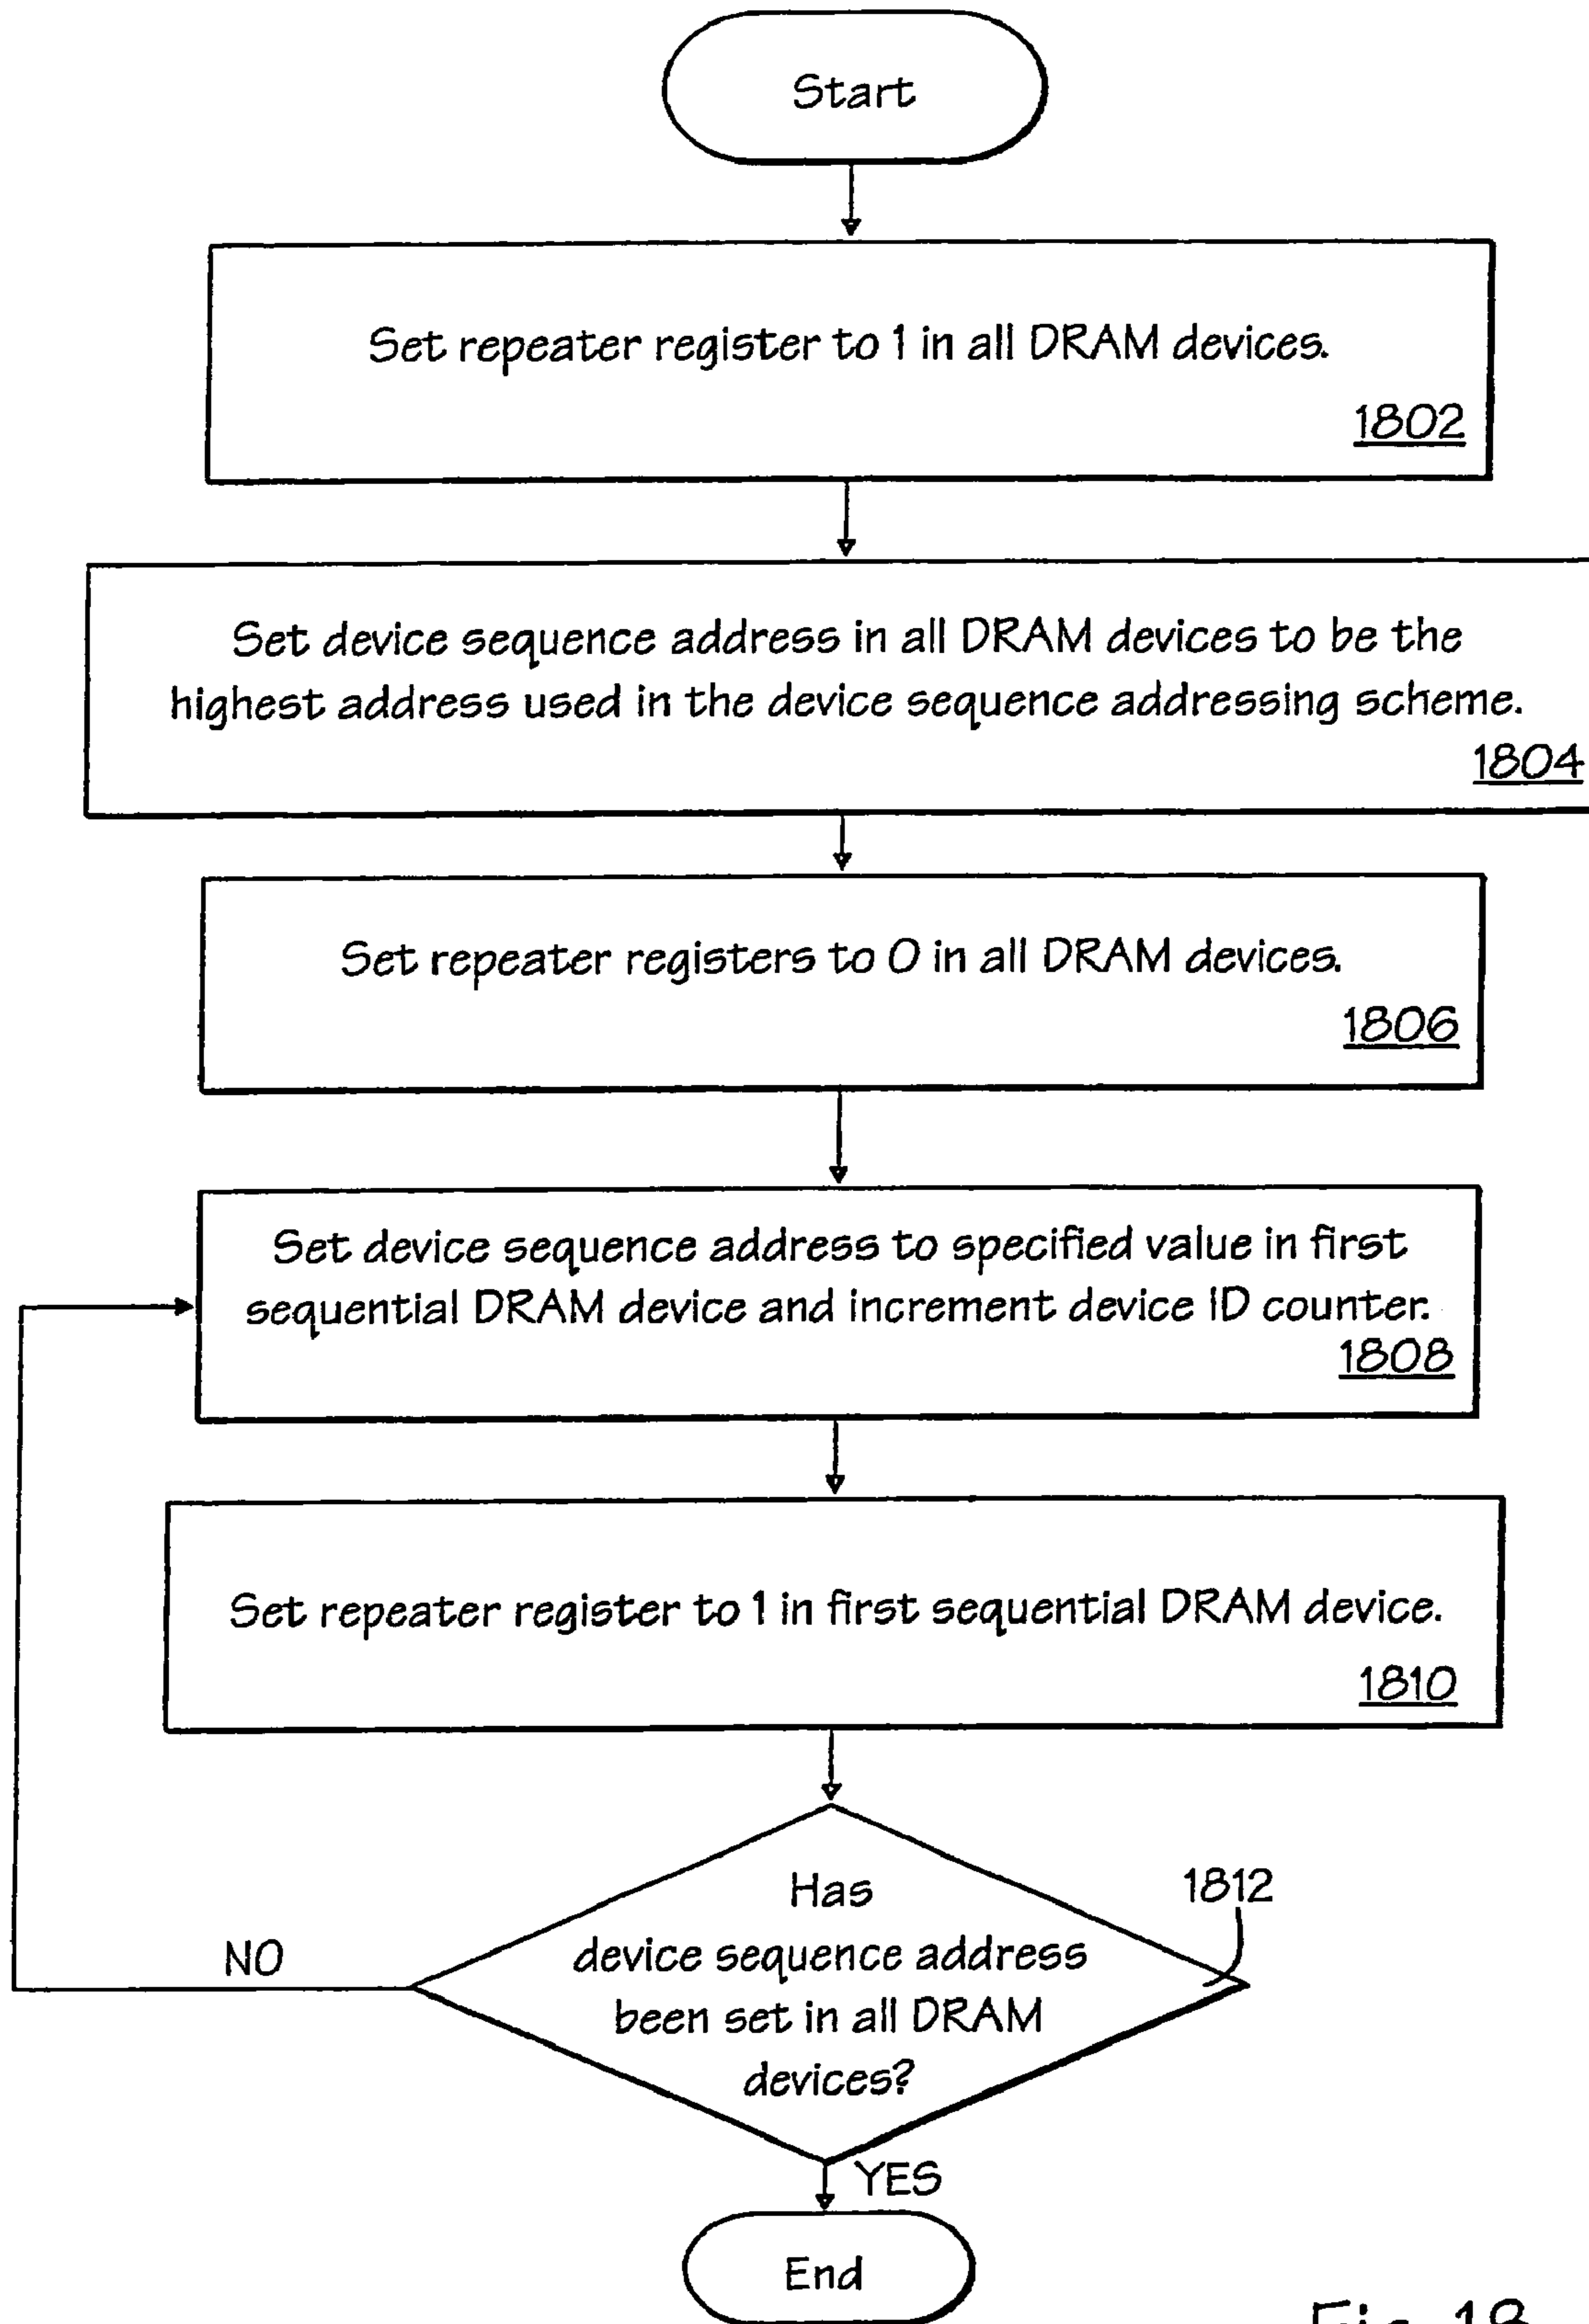 Start
Set repeater register to 1 in all DRAM devices.
1802
Set device sequence address in all DRAM devices to be the
highest address used in the device sequence addressing scheme.
1804
Set repeater registers to 0 in all DRAM devices.
1806
Set device sequence address to specified value in first
sequential DRAM device and increment device ID counter.
1808
Set repeater register to 1 in first sequential DRAM device.
1810
Has
device sequence address
been set in all DRAM
devices?
1812
NO
YES
End
Fig. 18